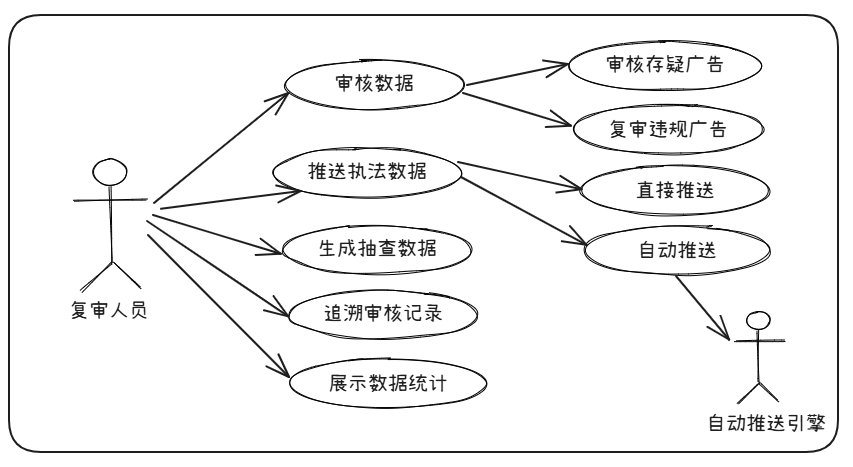 审核数据
审核存疑广告
复审违规广告
推送执法数据
直接推送
自动推送
生成抽查数据
追溯审核记录
展示数据统计
复审人员
自动推送引擎